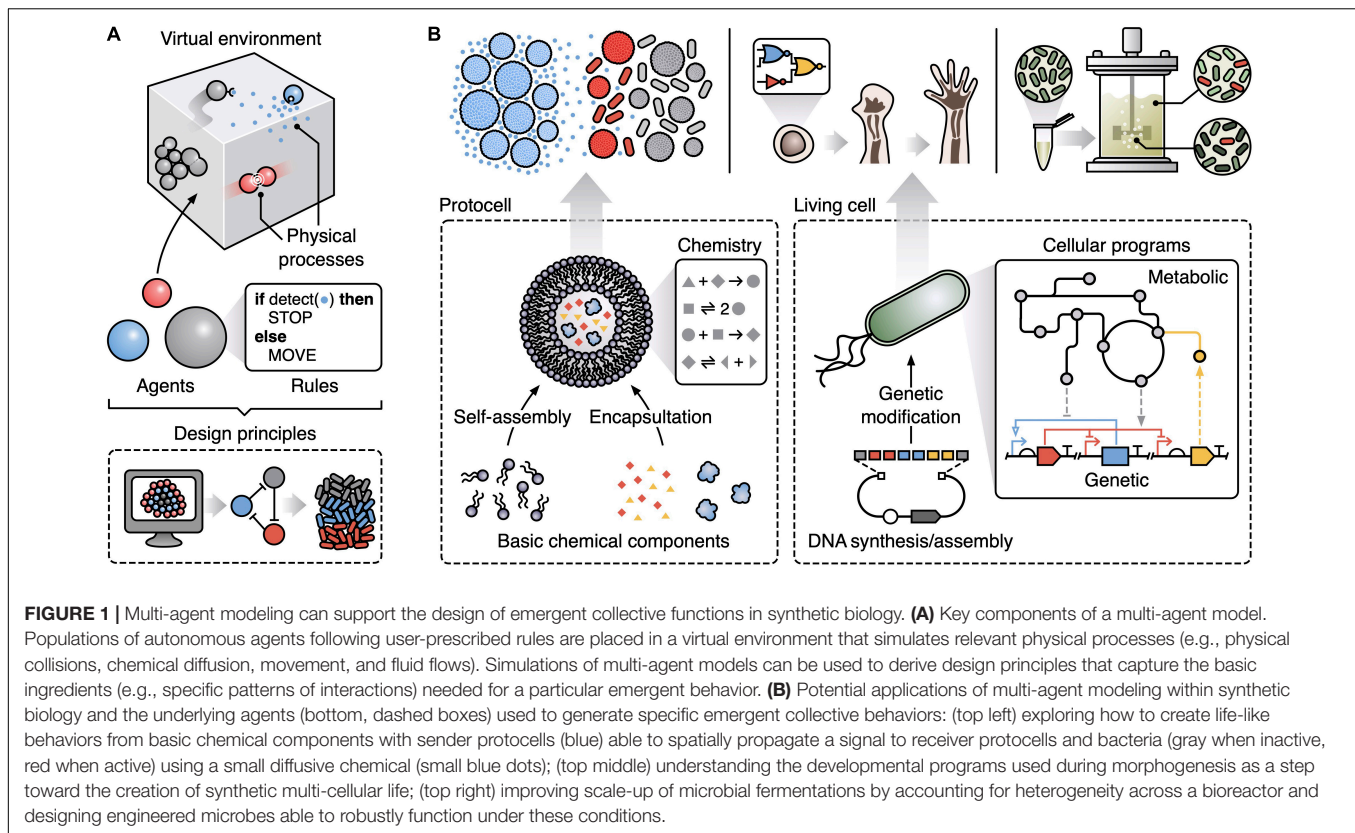 A
Virtual environment
Physical
processes
if detect(•) then
STOP
else
MOVE
Agents
Rules
Design principles
B
Protocell
Chemistry
▲ + ◆ → ●
■ ⇌ 2 ●
● + ■ → ◆
◆ ⇌ ◀ + ▶
Self-assembly
Encapsultation
Basic chemical components
Living cell
Cellular programs
Metabolic
Genetic
modification
Genetic
DNA synthesis/assembly
FIGURE 1 | Multi-agent modeling can support the design of emergent collective functions in synthetic biology. (A) Key components of a multi-agent model.
Populations of autonomous agents following user-prescribed rules are placed in a virtual environment that simulates relevant physical processes (e.g., physical
collisions, chemical diffusion, movement, and fluid flows). Simulations of multi-agent models can be used to derive design principles that capture the basic
ingredients (e.g., specific patterns of interactions) needed for a particular emergent behavior. (B) Potential applications of multi-agent modeling within synthetic
biology and the underlying agents (bottom, dashed boxes) used to generate specific emergent collective behaviors: (top left) exploring how to create life-like
behaviors from basic chemical components with sender protocells (blue) able to spatially propagate a signal to receiver protocells and bacteria (gray when inactive,
red when active) using a small diffusive chemical (small blue dots); (top middle) understanding the developmental programs used during morphogenesis as a step
toward the creation of synthetic multi-cellular life; (top right) improving scale-up of microbial fermentations by accounting for heterogeneity across a bioreactor and
designing engineered microbes able to robustly function under these conditions.